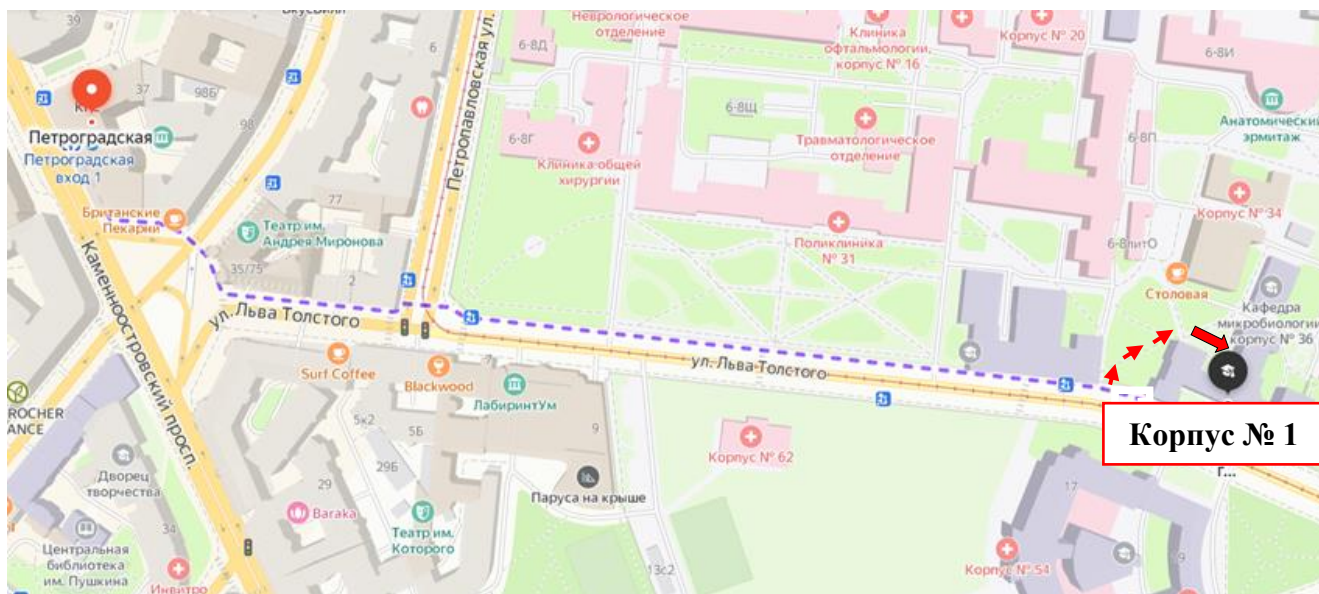 39
ВкусВилл
37
98Б
98
6
Петроградская
Петроградская
вход 1
Британские
Пекарни
Театр им.
Андрея Миронова
77
35/75
2
Каменноостровский просп.
ул. Льва Толстого
Петропавловская ул.
6-8Д
Неврологическое
отделение
Клиника
офтальмологии,
корпус № 16
Корпус № 20
6-8И
6-8Щ
6-8Г
Клиника общей
хирургии
Травматологическое
отделение
6-8П
Анатомический
эрмитаж
Корпус № 34
Поликлиника
№ 31
6-8литО
Столовая
Кафедра
микробиологии,
корпус № 36
ул. Льва Толстого
Surf Coffee
Blackwood
ЛабиринтУм
5к2
5Б
9
29Б
29
Baraka
Театр им.
Которого
Паруса на крыше
13с2
Корпус № 62
Корпус № 54
17
Корпус № 1
г...
ROCHER
ANCE
Дворец
творчества
34
Центральная
библиотека
им. Пушкина
Инвитро